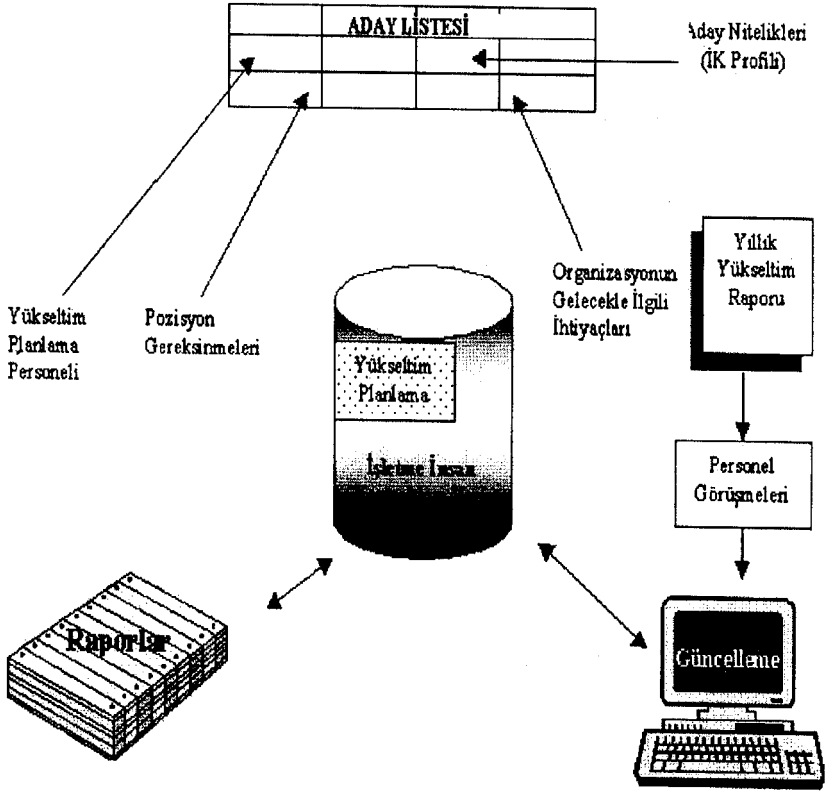 ADAY LİSTESİ
Aday Nitelikleri
(İK Profili)
Yıllık
Yükseltim
Raporu
Organizasyonun
Gelecekle İlgili
İhtiyaçları
Yükseltim
Planlama
Personeli
Pozisyon
Gereksinmeleri
Yükseltim
Planlama
İşletme İnsan
Personel
Görüşmeleri
Raporlar
Güncelleme